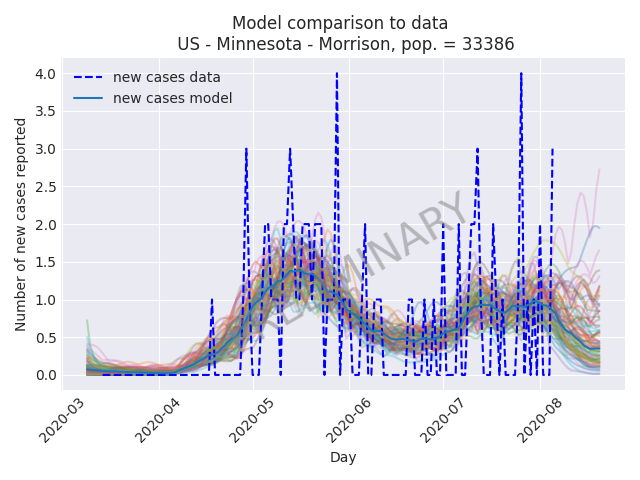 Model comparison to data
US - Minnesota - Morrison, pop. = 33386
new cases data
new cases model
Number of new cases reported
4.0
3.5
3.0
2.5
2.0
1.5
1.0
0.5
0.0
2020-03
2020-04
2020-05
2020-06
2020-07
2020-08
Day